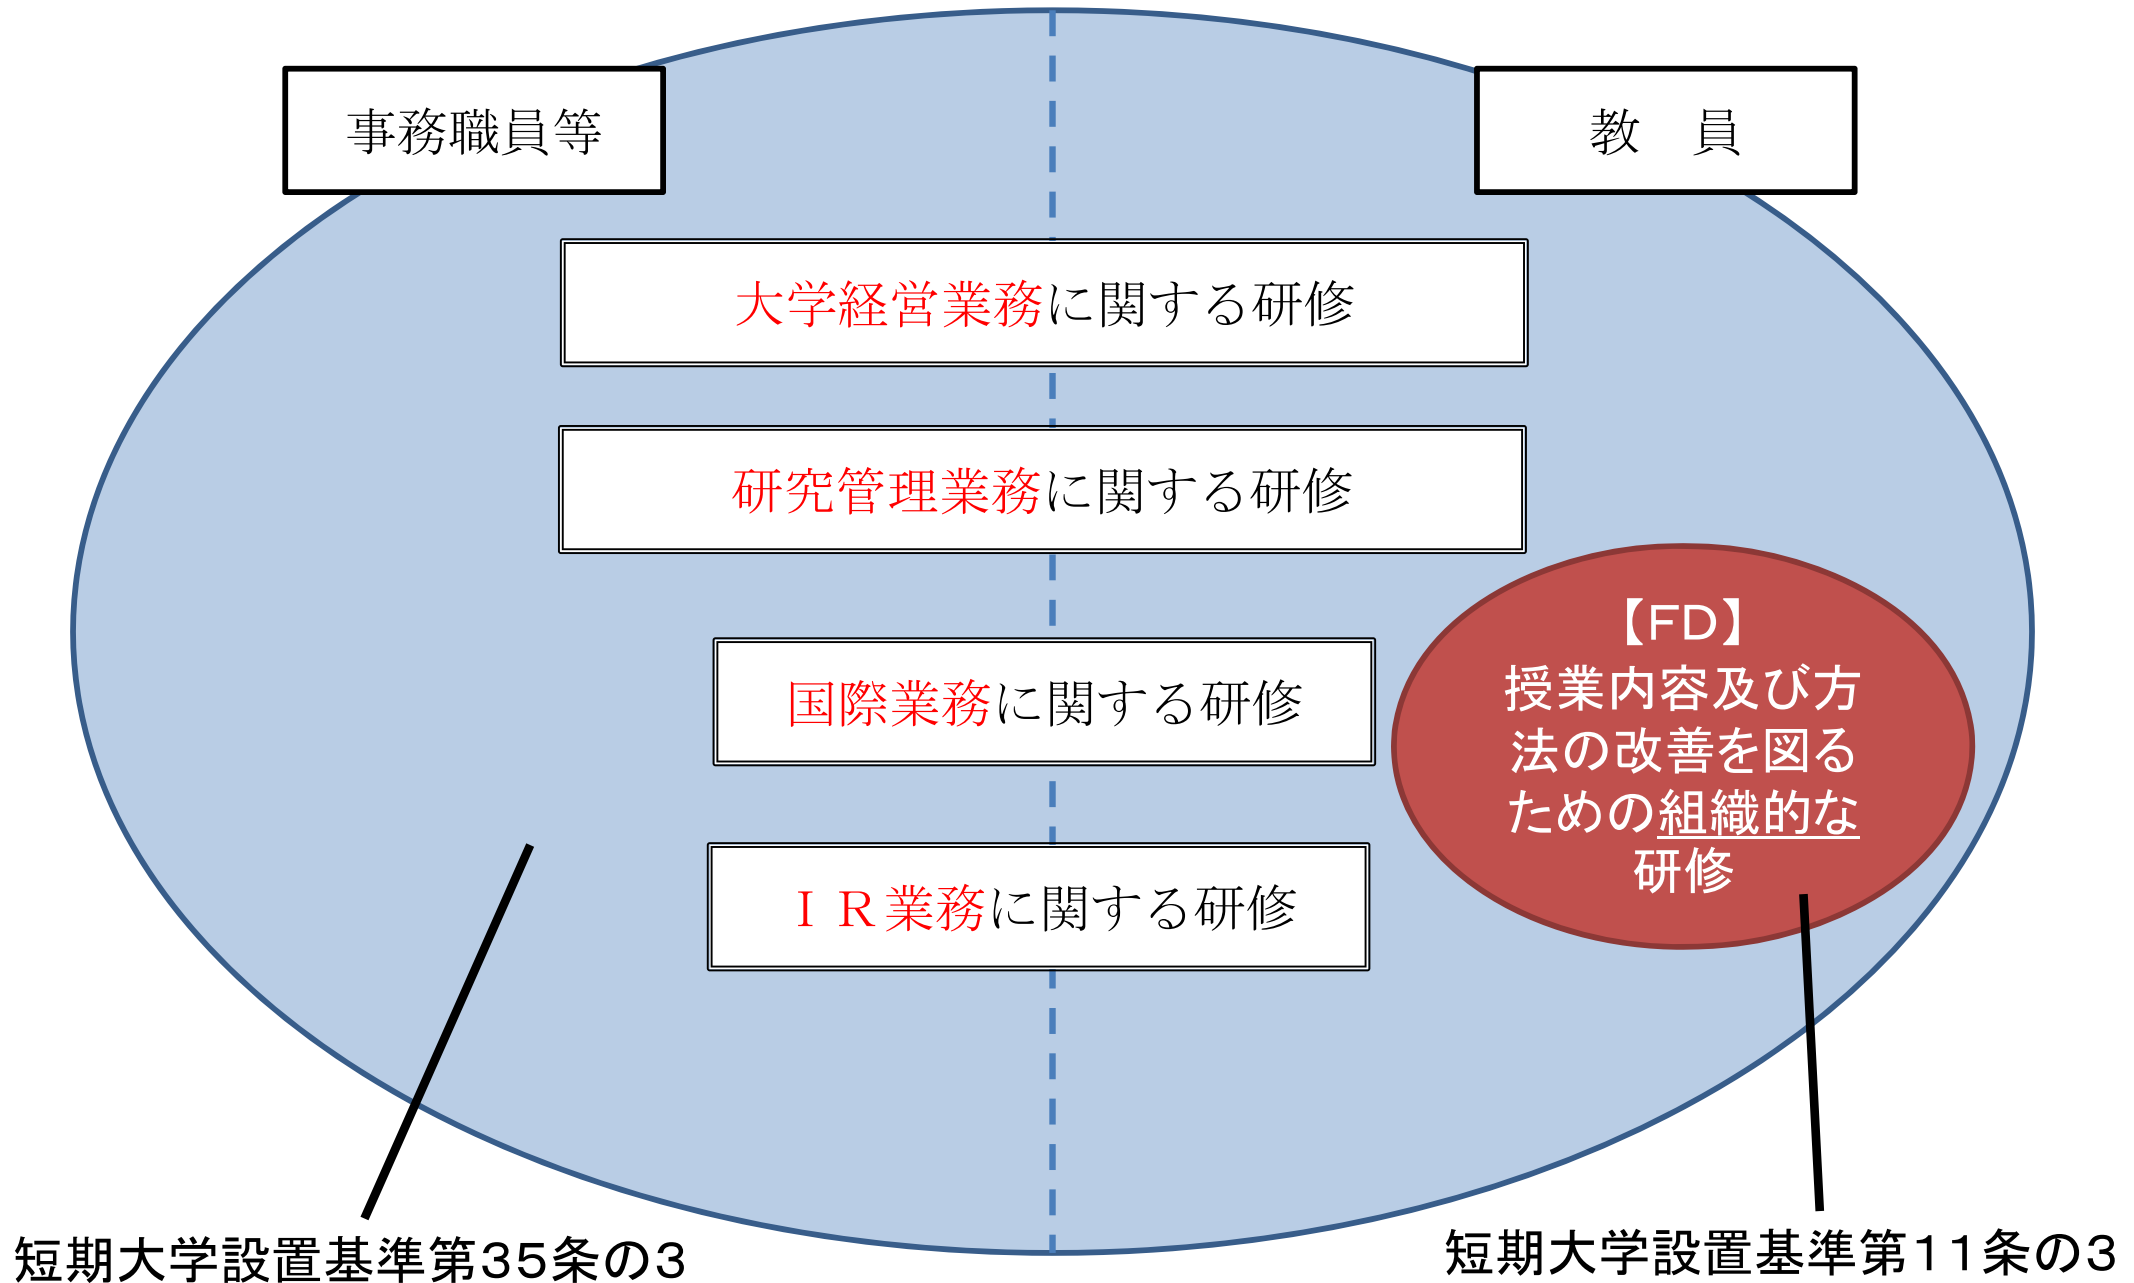 事務職員等
教　員
大学経営業務に関する研修
研究管理業務に関する研修
国際業務に関する研修
ＩＲ業務に関する研修
【ＦＤ】
授業内容及び方
法の改善を図る
ための組織的な
研修
短期大学設置基準第３５条の３
短期大学設置基準第１１条の３